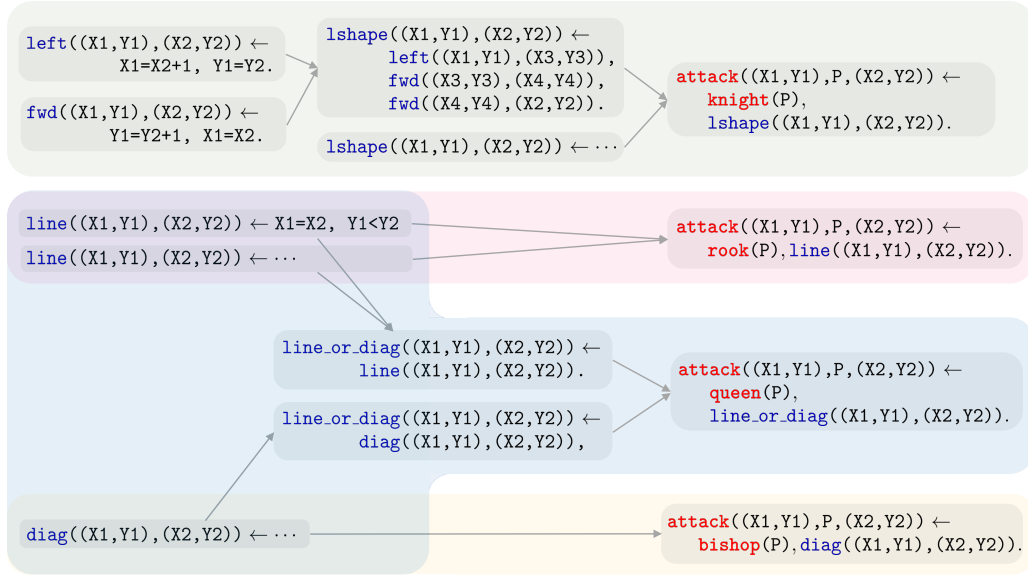 left((X1,Y1),(X2,Y2)) ←
X1=X2+1, Y1=Y2.
fwd((X1,Y1),(X2,Y2)) ←
Y1=Y2+1, X1=X2.
lshape((X1,Y1),(X2,Y2)) ←
left((X1,Y1),(X3,Y3)),
fwd((X3,Y3),(X4,Y4)),
fwd((X4,Y4),(X2,Y2)).
lshape((X1,Y1),(X2,Y2)) ← ···
attack((X1,Y1),P,(X2,Y2)) ←
knight(P),
lshape((X1,Y1),(X2,Y2)).
line((X1,Y1),(X2,Y2)) ← X1=X2, Y1<Y2
line((X1,Y1),(X2,Y2)) ← ···
attack((X1,Y1),P,(X2,Y2)) ←
rook(P),line((X1,Y1),(X2,Y2)).
line_or_diag((X1,Y1),(X2,Y2)) ←
line((X1,Y1),(X2,Y2)).
line_or_diag((X1,Y1),(X2,Y2)) ←
diag((X1,Y1),(X2,Y2)),
attack((X1,Y1),P,(X2,Y2)) ←
queen(P),
line_or_diag((X1,Y1),(X2,Y2)).
diag((X1,Y1),(X2,Y2)) ← ···
attack((X1,Y1),P,(X2,Y2)) ←
bishop(P),diag((X1,Y1),(X2,Y2)).